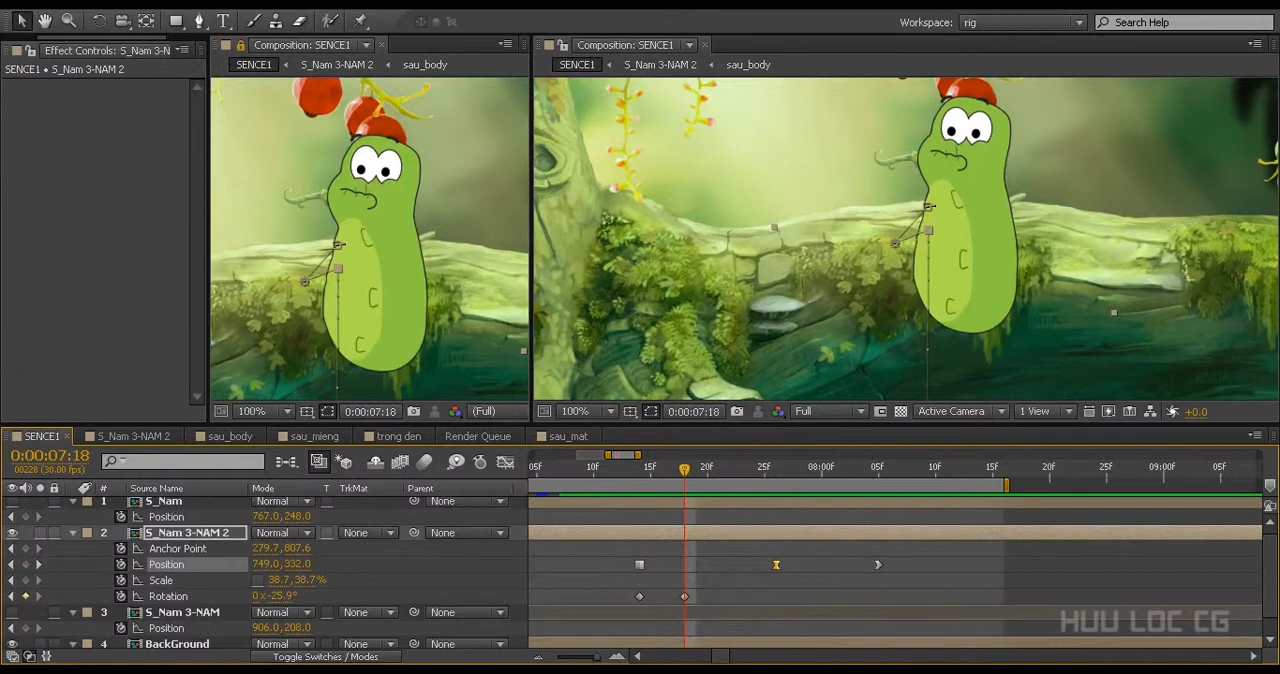 Workspace: rig Search Help
Effect Controls: S_Nam 3-N
SENCE1 • S_Nam 3-NAM 2
Composition: SENCE1
SENCE1 S_Nam 3-NAM 2 sau_body
100% 0:00:07:18 (Full)
Composition: SENCE1
SENCE1 S_Nam 3-NAM 2 sau_body
100% 0:00:07:18 Full Active Camera 1 View +0.0
SENCE1 S_Nam 3-NAM 2 sau_body sau_mieng trong den Render Queue sau_mat
0:00:07:18
00228 (30.00 fps)
05f 10f 15f 20f 25f 08:00f 05f 10f 15f 20f 25f 09:00f 05f
# Source Name Mode T TrkMat Parent
1 S_Nam Normal None
Position 767.0, 248.0
2 S_Nam 3-NAM 2 Normal None None
Anchor Point 279.7, 807.6
Position 749.0, 332.0
Scale 38.7, 38.7%
Rotation 0x-25.9°
3 S_Nam 3-NAM Normal None None
Position 906.0, 208.0
4 BackGround Normal None None
Toggle Switches / Modes
HUU LOC CG